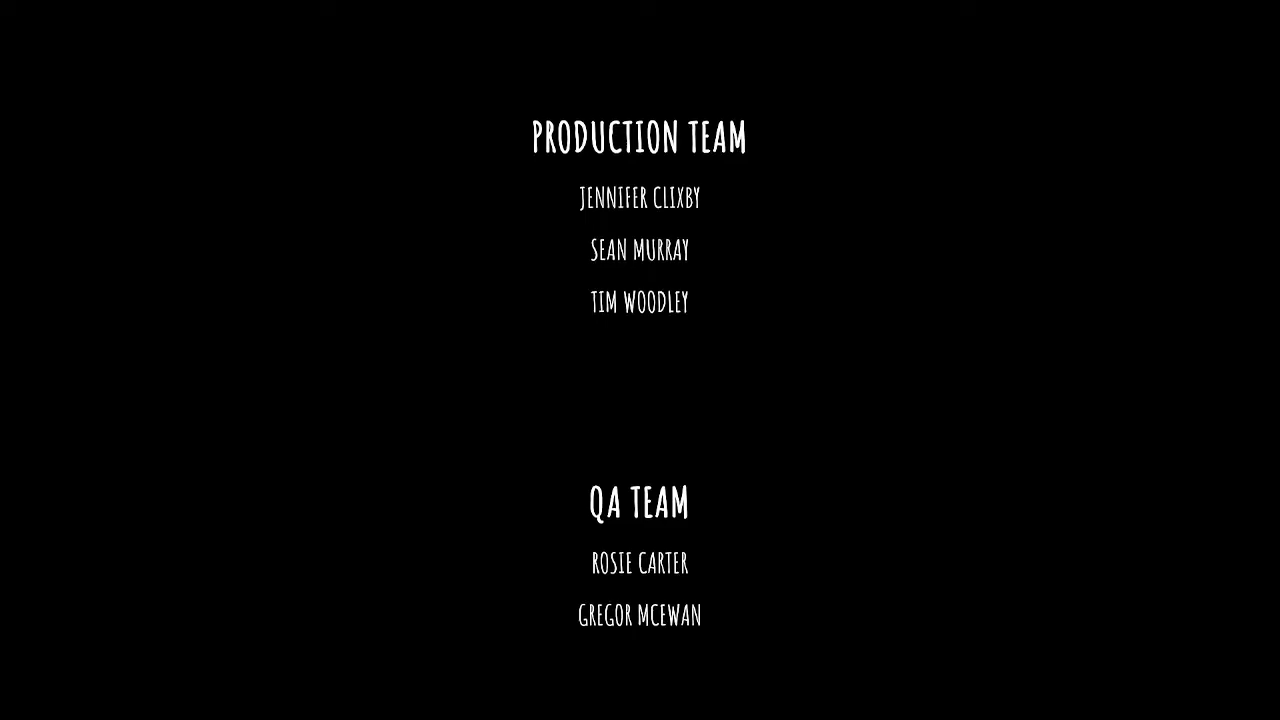 PRODUCTION TEAM
JENNIFER CLIXBY
SEAN MURRAY
TIM WOODLEY
QA TEAM
ROSIE CARTER
GREGOR MCEWAN